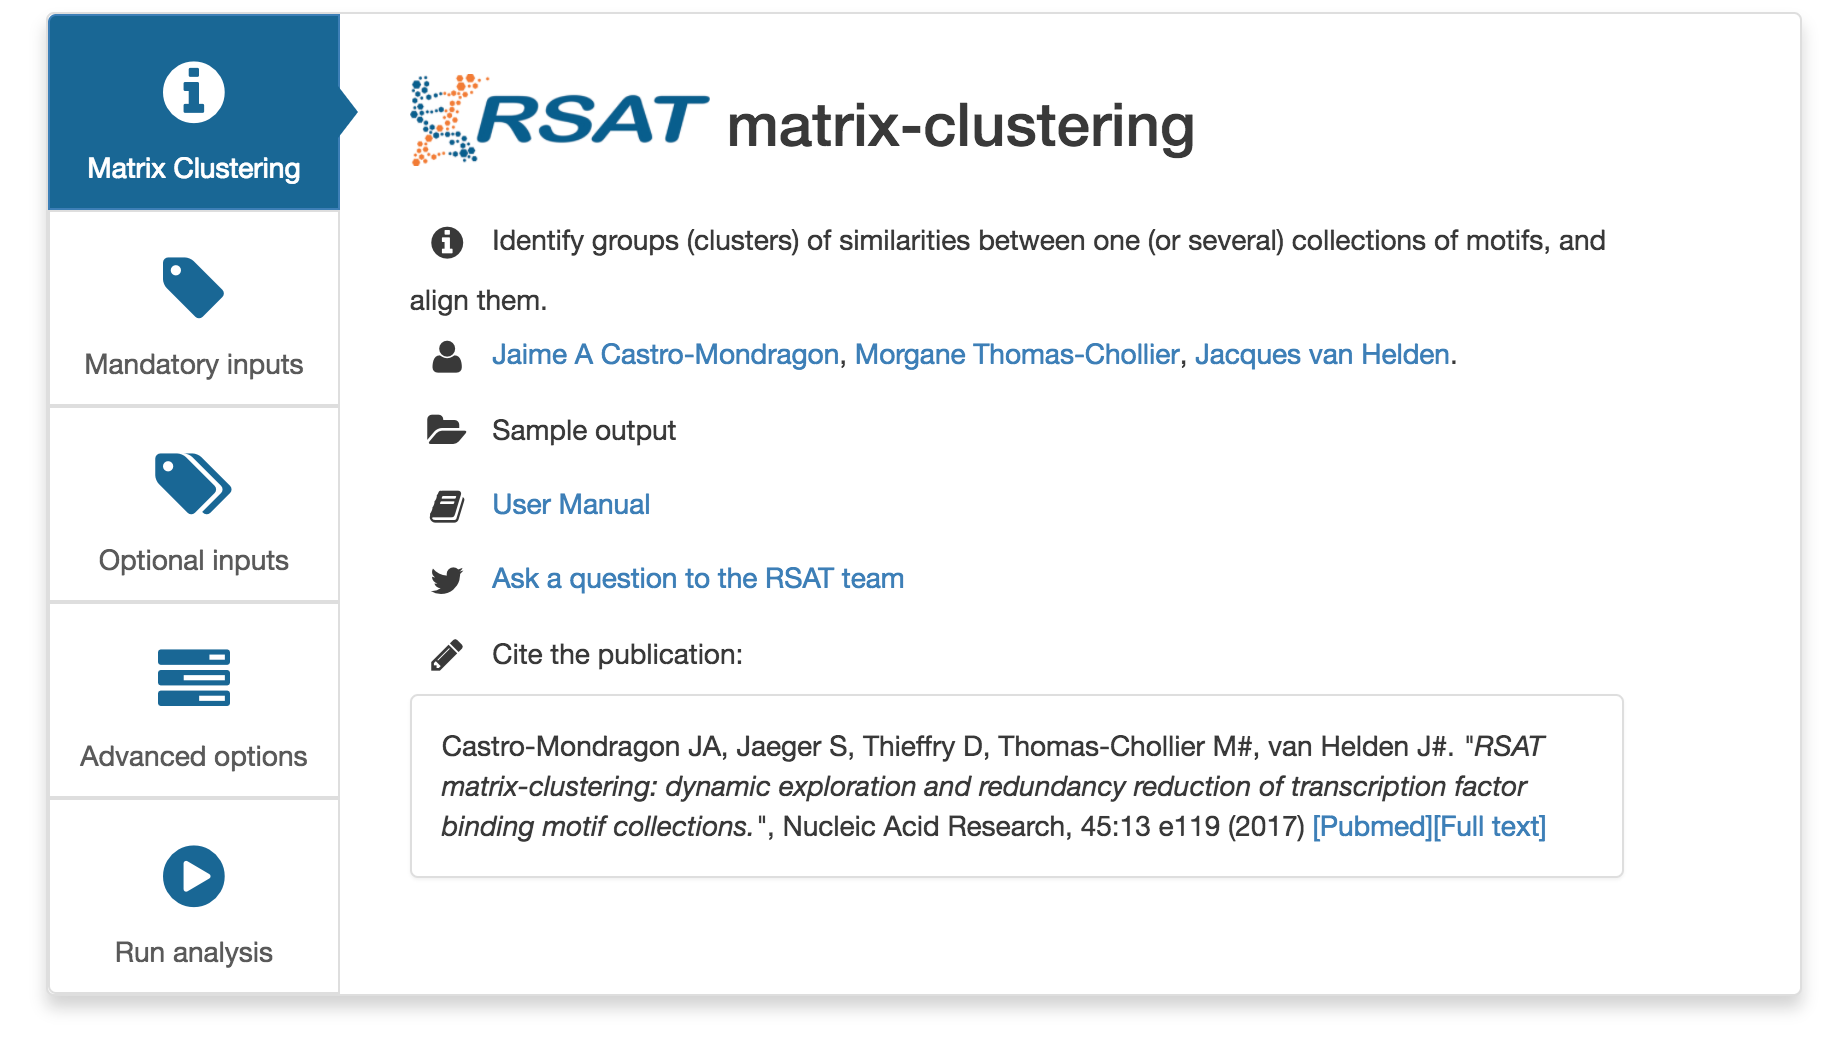 Matrix Clustering
Mandatory inputs
Optional inputs
Advanced options
Run analysis
RSAT matrix-clustering
Identify groups (clusters) of similarities between one (or several) collections of motifs, and
align them.
Jaime A Castro-Mondragon, Morgane Thomas-Chollier, Jacques van Helden.
Sample output
User Manual
Ask a question to the RSAT team
Cite the publication:
Castro-Mondragon JA, Jaeger S, Thieffry D, Thomas-Chollier M#, van Helden J#. "RSAT
matrix-clustering: dynamic exploration and redundancy reduction of transcription factor
binding motif collections.", Nucleic Acid Research, 45:13 e119 (2017) [Pubmed][Full text]